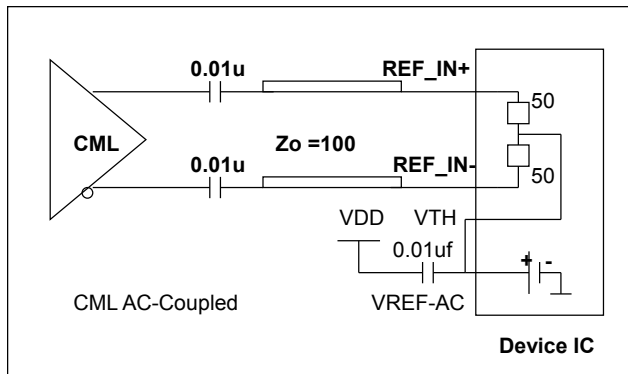 0.01u
REF_IN+
50
CML
Zo =100
0.01u
REF_IN-
50
VDD
VTH
0.01uf
+ -
CML AC-Coupled
VREF-AC
Device IC